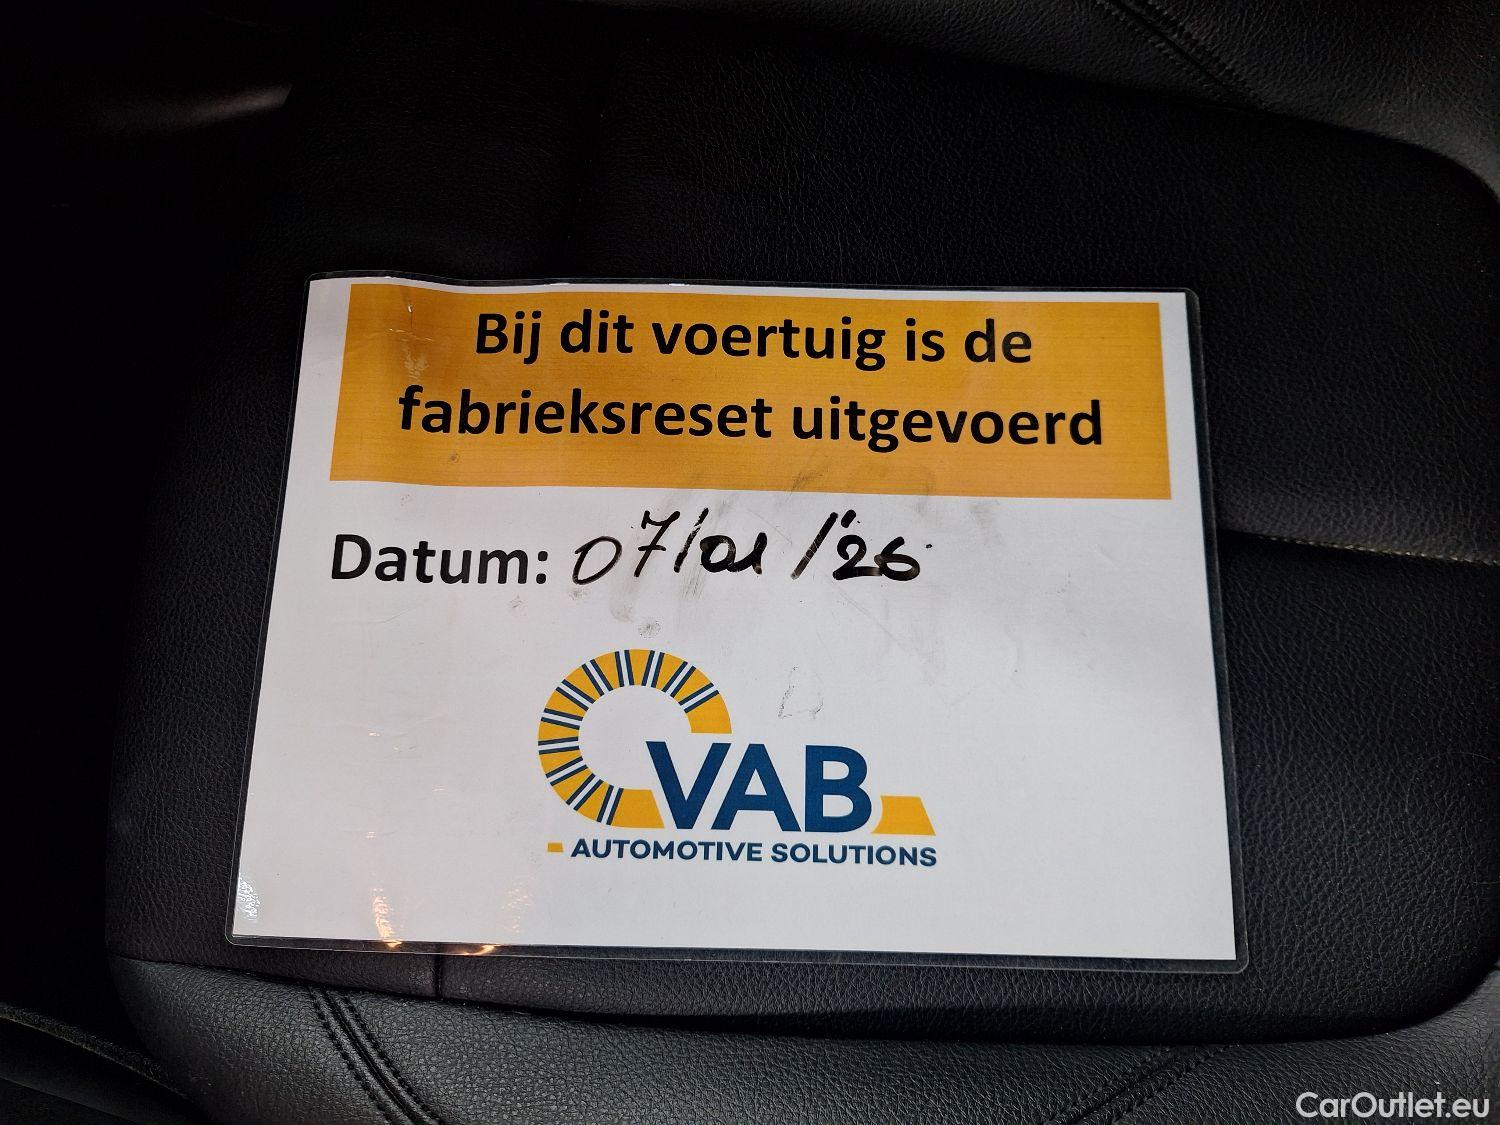 Bij dit voertuig is de
fabrieksreset uitgevoerd
Datum: 07/01/"26
VAB
AUTOMOTIVE SOLUTIONS
CarOutlet.eu